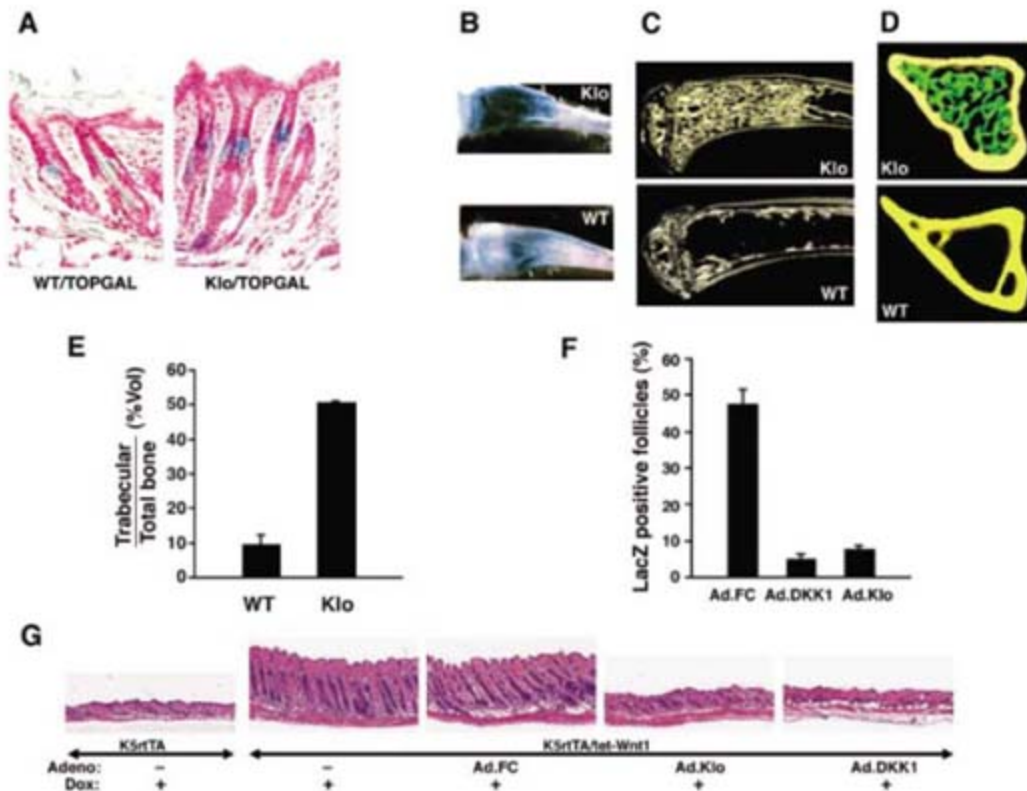 A
B
C
D
WT/TOPGAL
Klo/TOPGAL
Klo
WT
Klo
WT
Klo
WT
E
Trabecular
Total bone
(%Vol)
60
50
40
30
20
10
0
WT
Klo
F
LacZ positive follicles (%)
60
50
40
30
20
10
0
Ad.FC Ad.DKK1 Ad.Klo
G
K5rtTA
K5rtTA/tet-Wnt1
Adeno: – – Ad.FC Ad.Klo Ad.DKK1
Dox: + + + + +